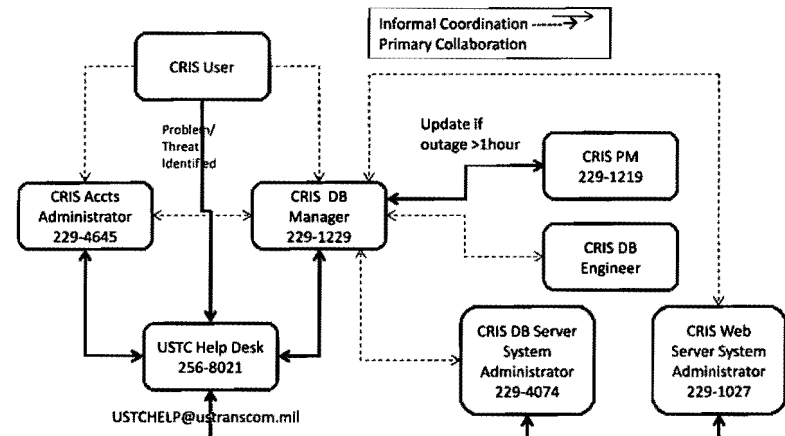 Informal Coordination
Primary Collaboration
CRIS User
Problem/
Threat
Identified
Update if
outage >1hour
CRIS PM
229-1219
CRIS Accts
Administrator
229-4645
CRIS DB
Manager
229-1229
CRIS DB
Engineer
USTC Help Desk
256-8021
CRIS DB Server
System
Administrator
229-4074
CRIS Web
Server System
Administrator
229-1027
USTCHELP@ustranscom.mil